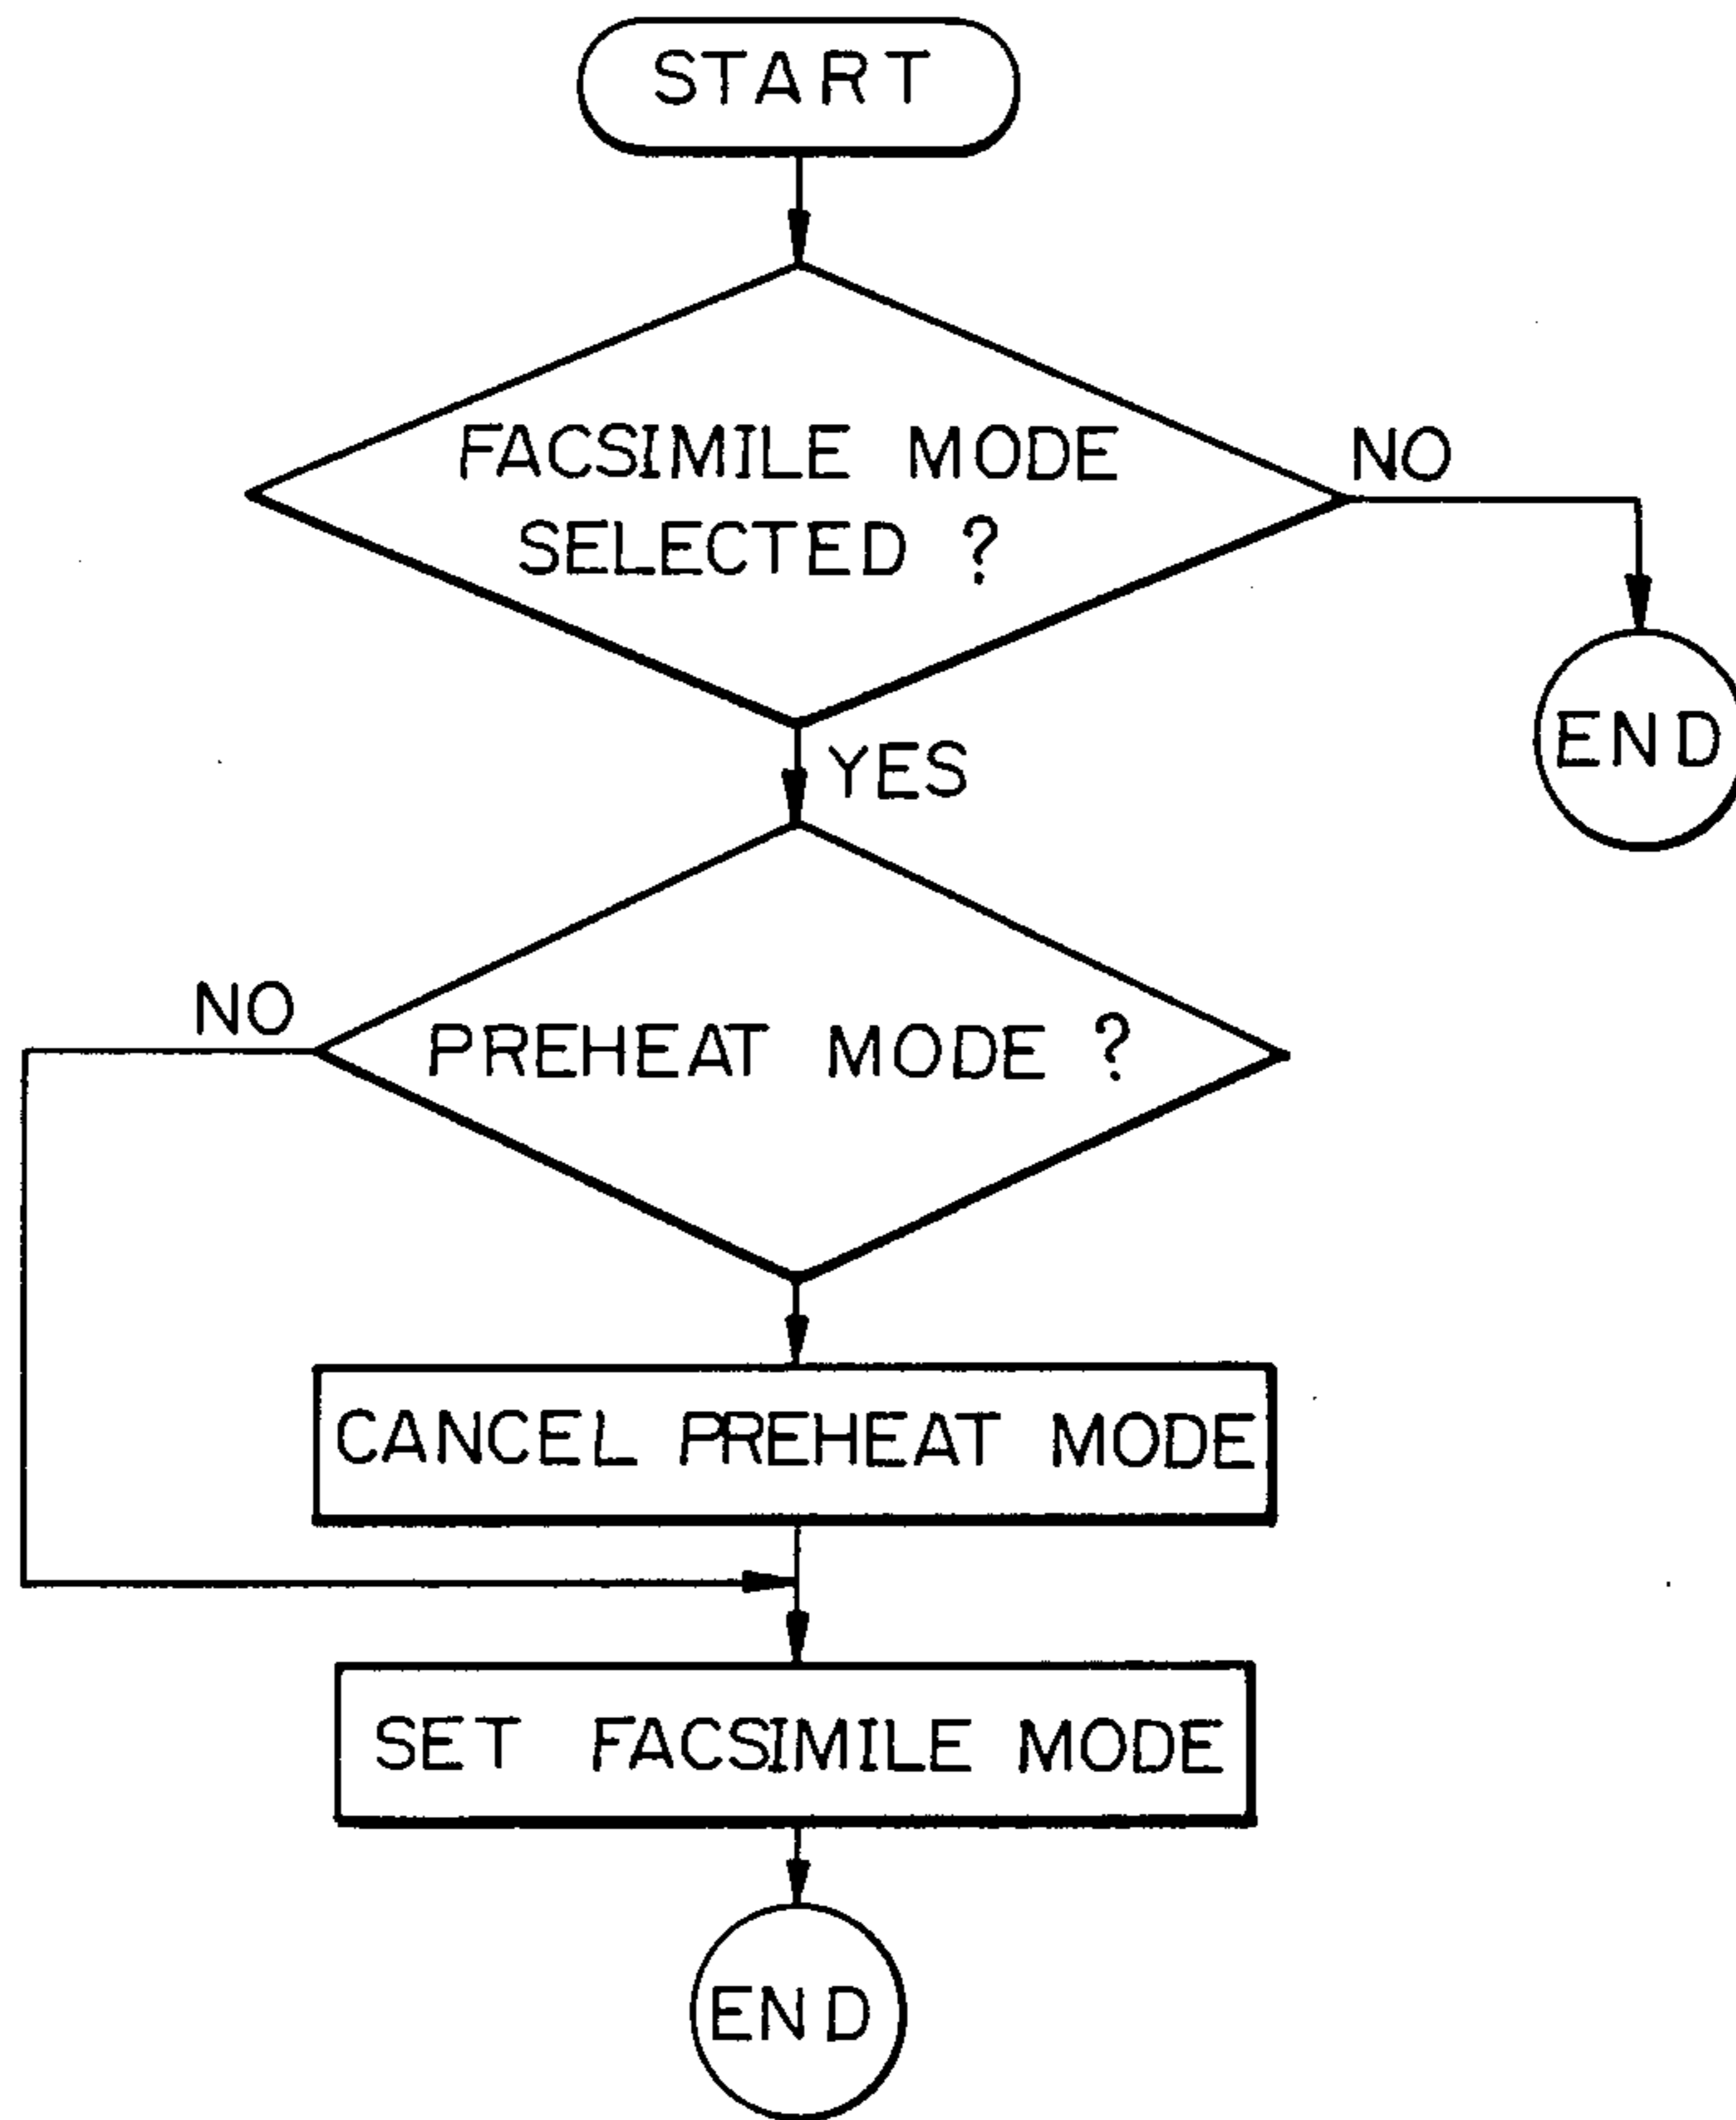 START
FACSIMILE MODE
SELECTED ?
NO
END
YES
NO
PREHEAT MODE ?
CANCEL PREHEAT MODE
SET FACSIMILE MODE
END